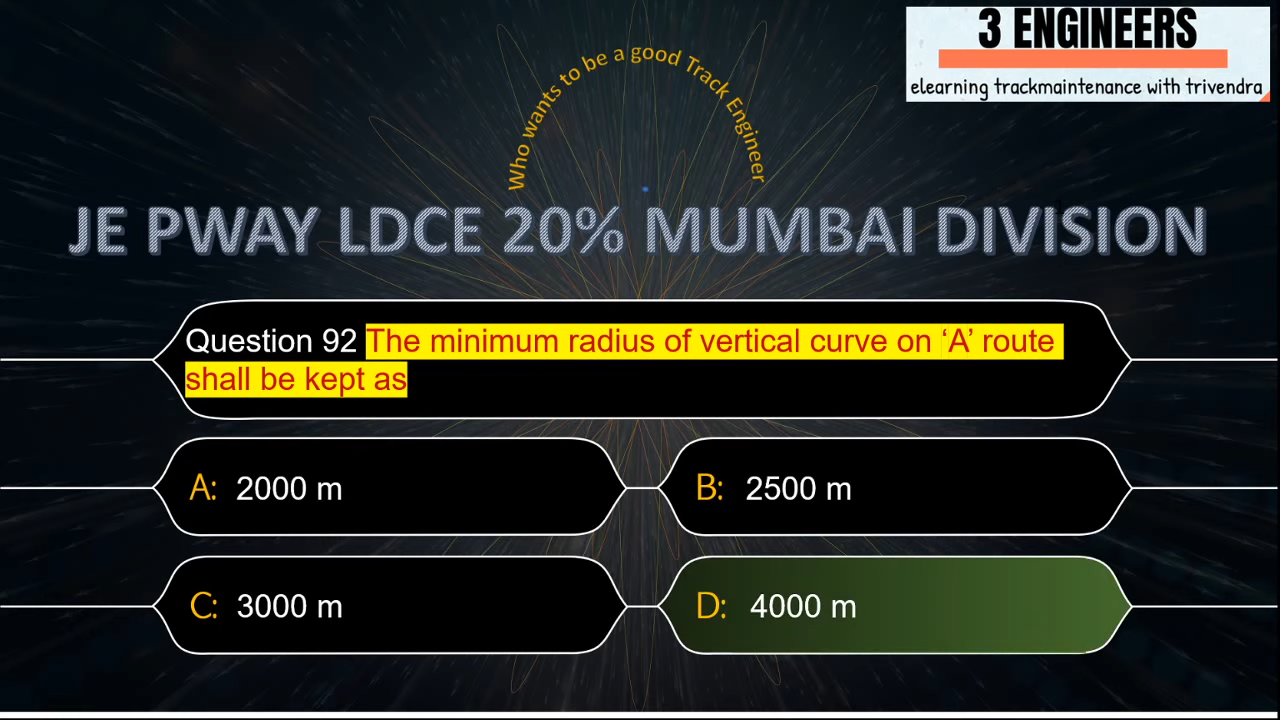 3 ENGINEERS
elearning trackmaintenance with trivendra
Who wants to be a good Track Engineer
JE PWAY LDCE 20% MUMBAI DIVISION
Question 92 The minimum radius of vertical curve on ‘A’ route
shall be kept as
A: 2000 m
B: 2500 m
C: 3000 m
D: 4000 m